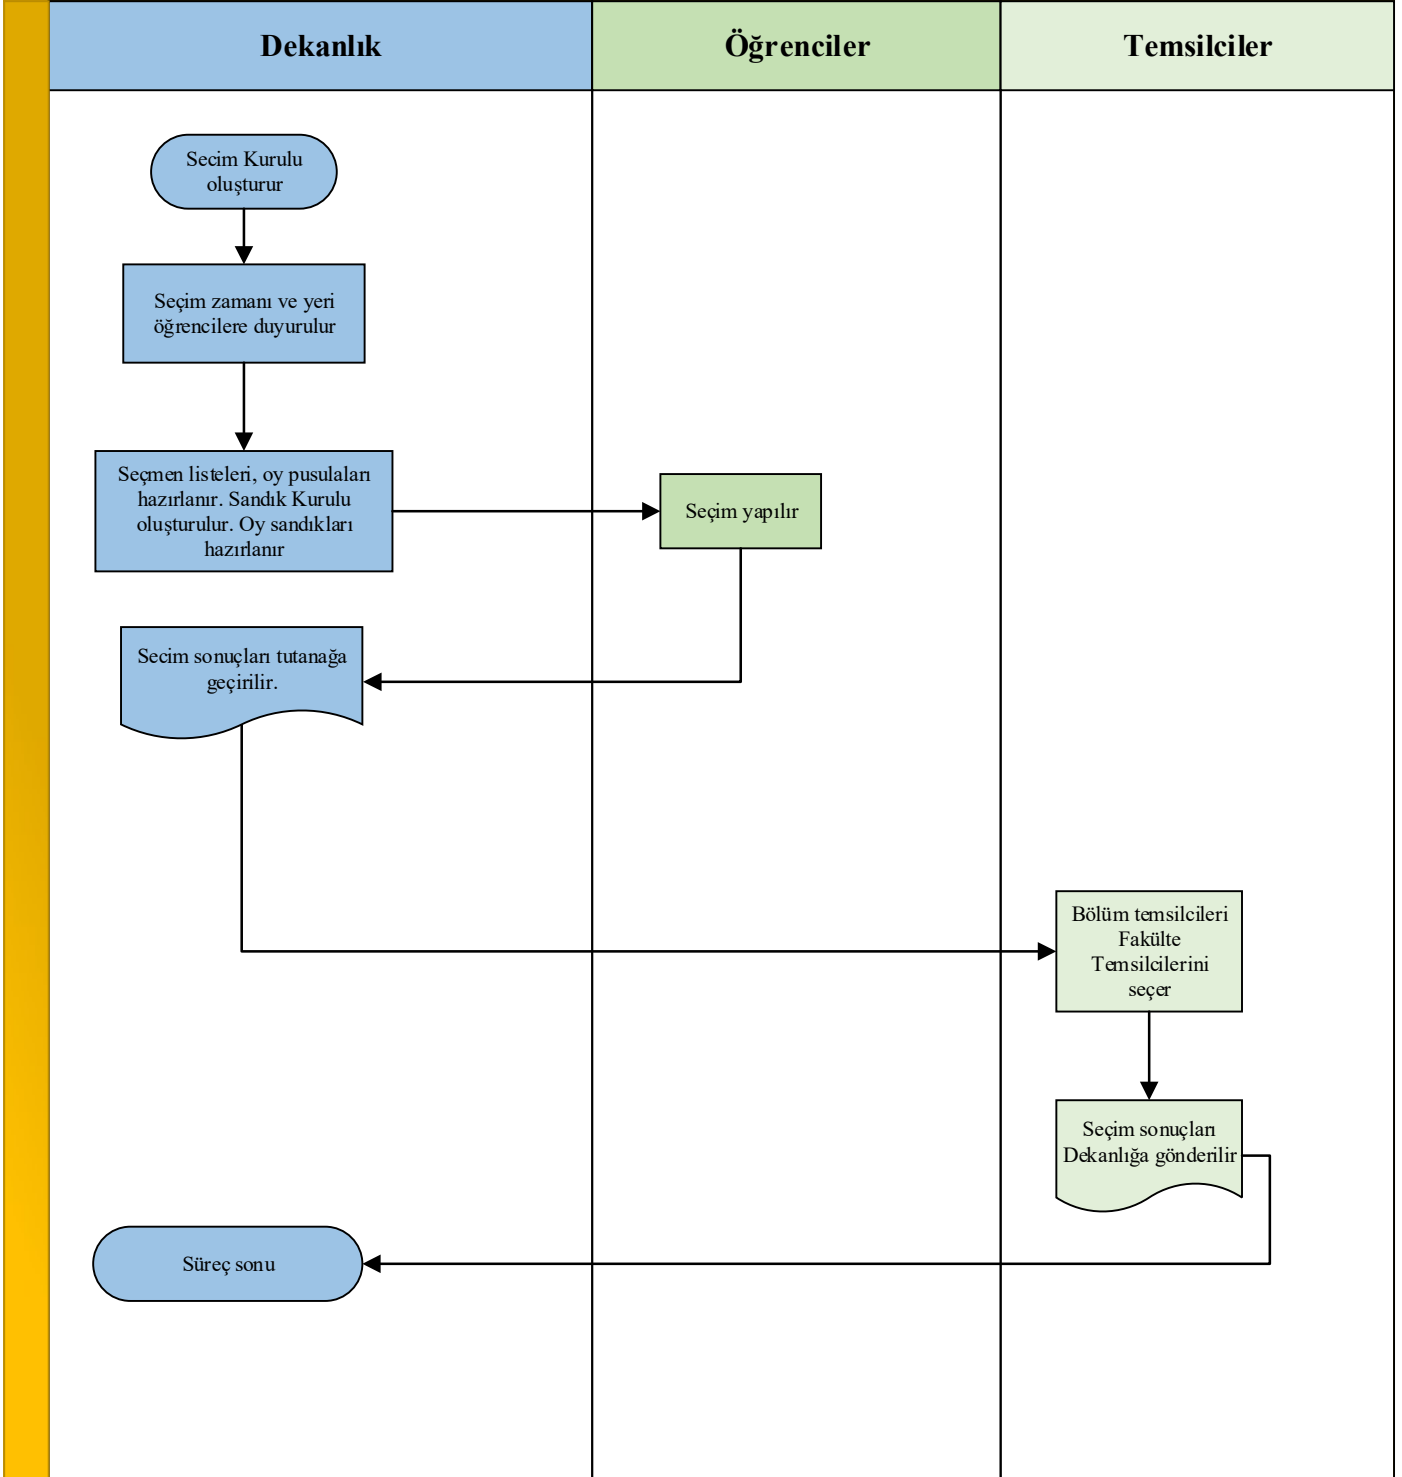 Dekanlık
Öğrenciler
Temsilciler
Secim Kurulu
oluşturur
Seçim zamanı ve yeri
öğrencilere duyurulur
Seçmen listeleri, oy pusulaları
hazırlanır. Sandık Kurulu
oluşturulur. Oy sandıkları
hazırlanır
Seçim yapılır
Secim sonuçları tutanağa
geçirilir.
Bölüm temsilcileri
Fakülte
Temsilcilerini
seçer
Seçim sonuçları
Dekanlığa gönderilir
Süreç sonu